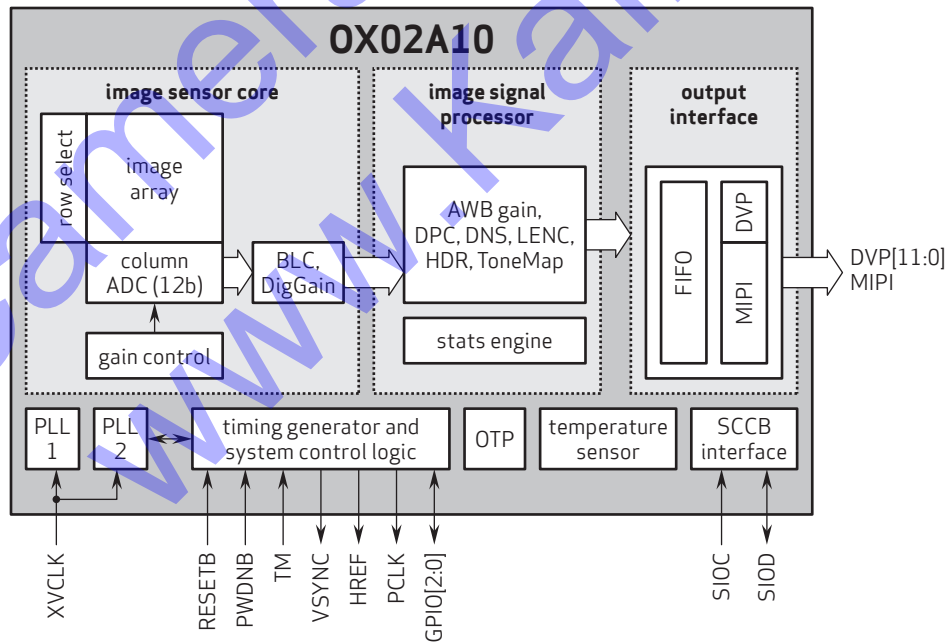 OX02A10
image sensor core
image signal
processor
output
interface
row select
image
array
column
ADC (12b)
BLC,
DigGain
gain control
AWB gain,
DPC, DNS, LENC,
HDR, ToneMap
stats engine
FIFO
DVP
MIPI
DVP[11:0]
MIPI
PLL
1
PLL
2
timing generator and
system control logic
OTP
temperature
sensor
SCCB
interface
XVCLK
RESETB
PWDNB
TM
VSYNC
HREF
PCLK
GPIO[2:0]
SIOC
SIOD